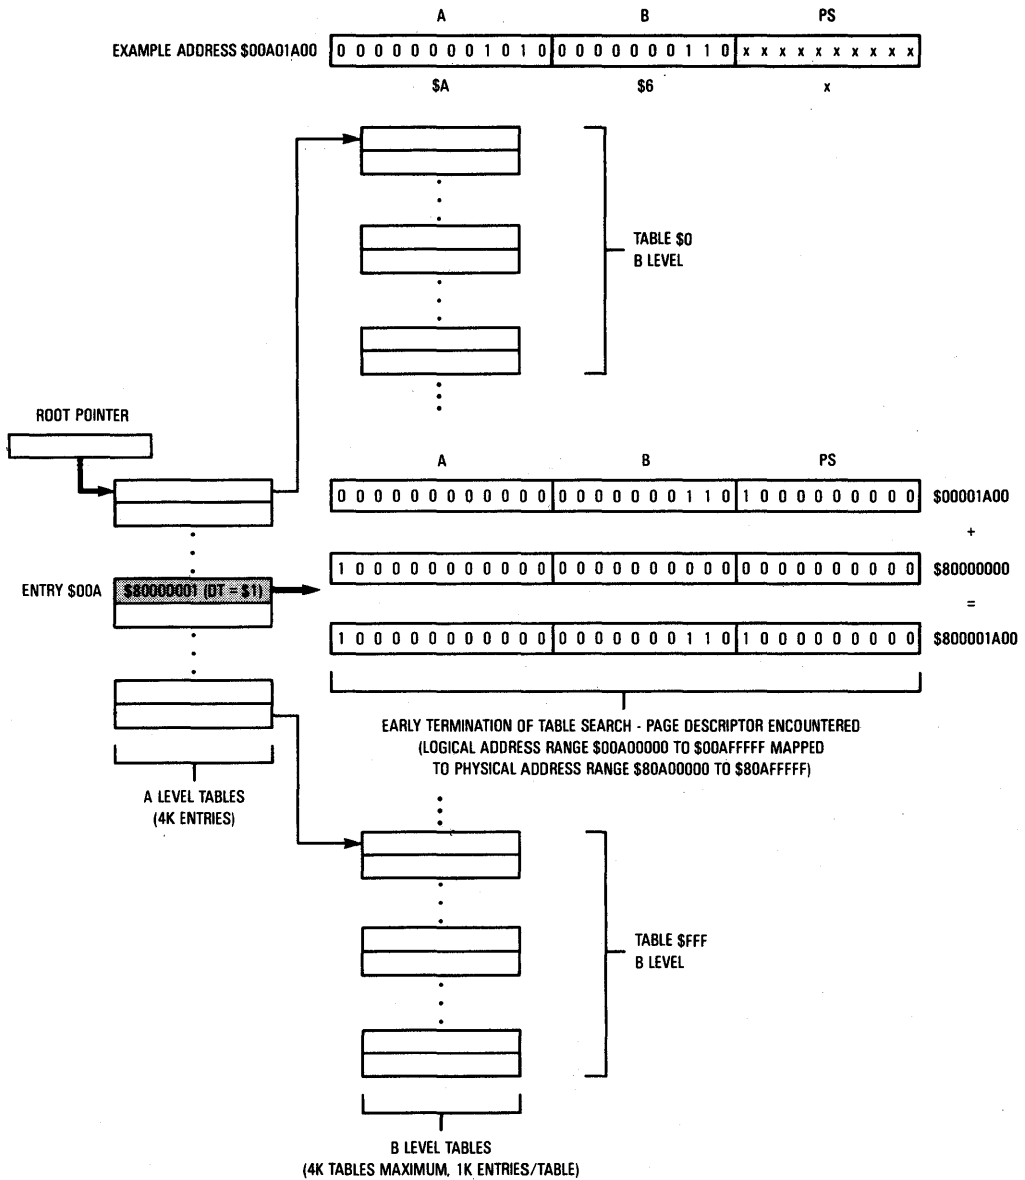 A B PS
EXAMPLE ADDRESS $00A01A00 0 0 0 0 0 0 0 0 1 0 1 0 0 0 0 0 0 0 0 1 1 0 x x x x x x x x x x
$A $6 x
TABLE $0
B LEVEL
ROOT POINTER
A B PS
0 0 0 0 0 0 0 0 0 0 0 0 0 0 0 0 0 0 0 1 1 0 1 0 0 0 0 0 0 0 0 0 $00001A00
+
ENTRY $00A $80000001 (DT = $1) 1 0 0 0 0 0 0 0 0 0 0 0 0 0 0 0 0 0 0 0 0 0 0 0 0 0 0 0 0 0 0 0 $80000000
=
1 0 0 0 0 0 0 0 0 0 0 0 0 0 0 0 0 0 0 1 1 0 1 0 0 0 0 0 0 0 0 0 $800001A00
EARLY TERMINATION OF TABLE SEARCH - PAGE DESCRIPTOR ENCOUNTERED
(LOGICAL ADDRESS RANGE $00A00000 TO $00AFFFFF MAPPED
TO PHYSICAL ADDRESS RANGE $80A00000 TO $80AFFFFF)
A LEVEL TABLES
(4K ENTRIES)
TABLE $FFF
B LEVEL
B LEVEL TABLES
(4K TABLES MAXIMUM, 1K ENTRIES/TABLE)